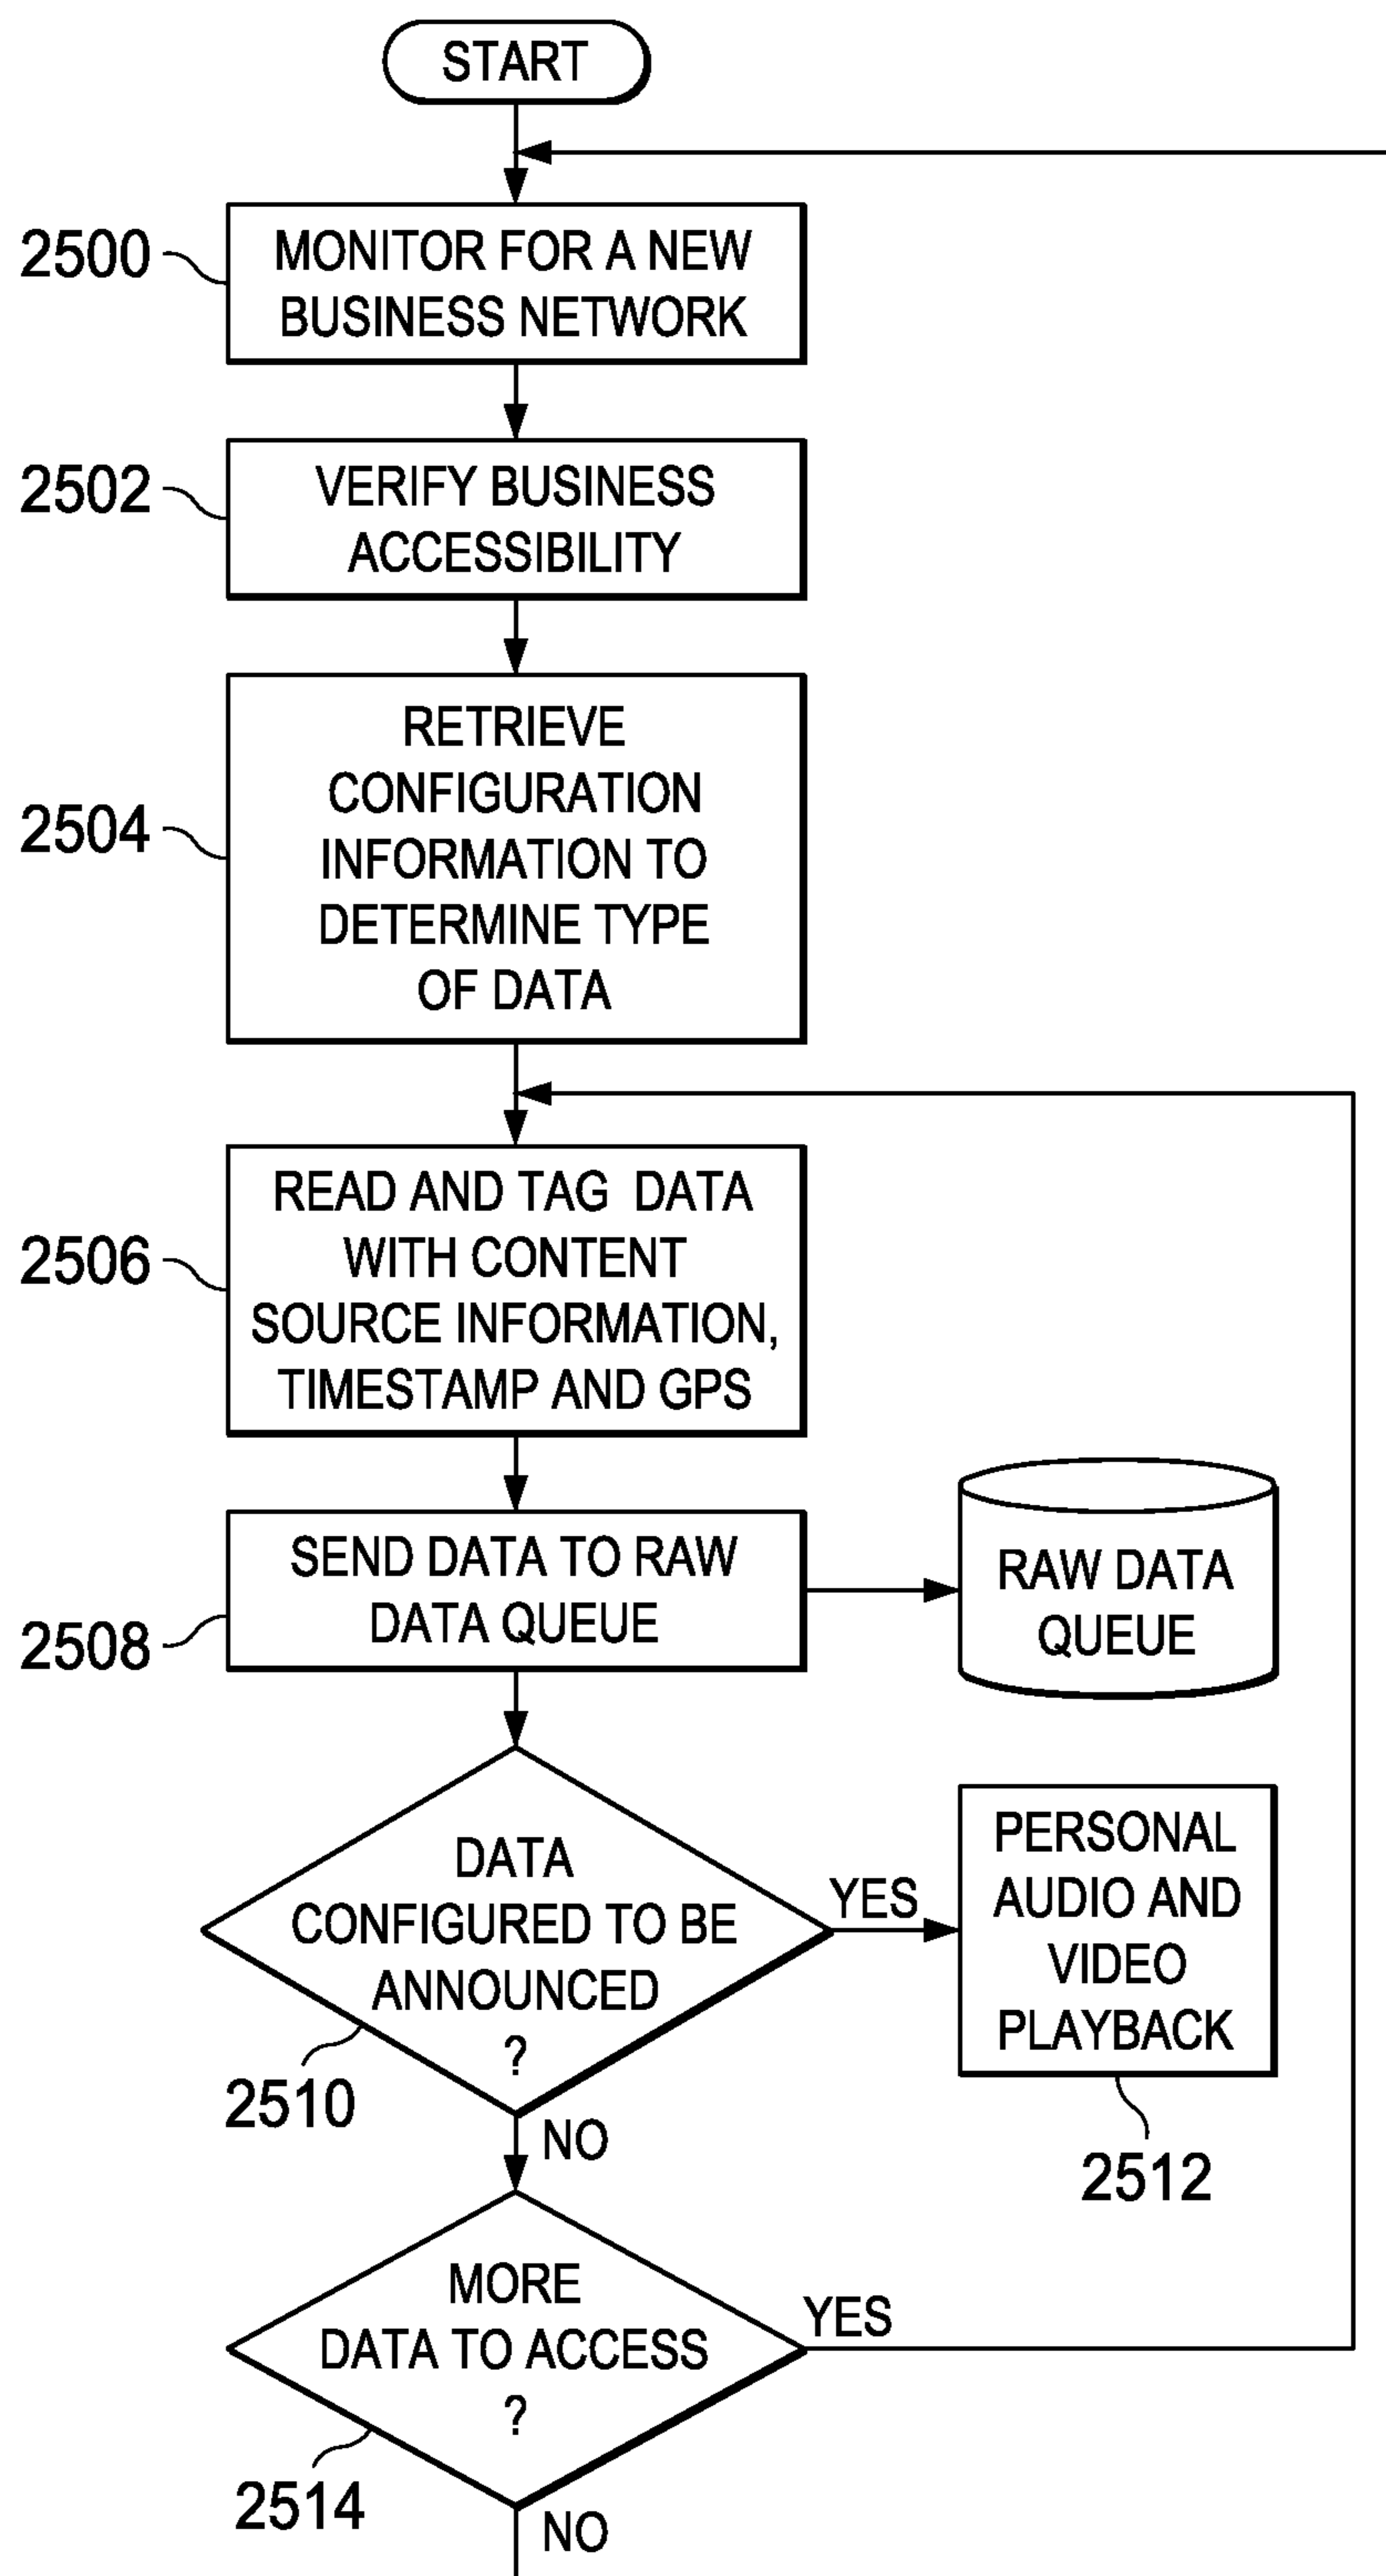 START
2500
MONITOR FOR A NEW
BUSINESS NETWORK
2502
VERIFY BUSINESS
ACCESSIBILITY
2504
RETRIEVE
CONFIGURATION
INFORMATION TO
DETERMINE TYPE
OF DATA
2506
READ AND TAG DATA
WITH CONTENT
SOURCE INFORMATION,
TIMESTAMP AND GPS
2508
SEND DATA TO RAW
DATA QUEUE
RAW DATA
QUEUE
DATA
CONFIGURED TO BE
ANNOUNCED
?
2510
YES
PERSONAL
AUDIO AND
VIDEO
PLAYBACK
2512
NO
MORE
DATA TO ACCESS
?
2514
YES
NO